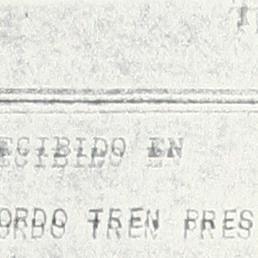 ECIBIDO EN
ORDO TREN PRES